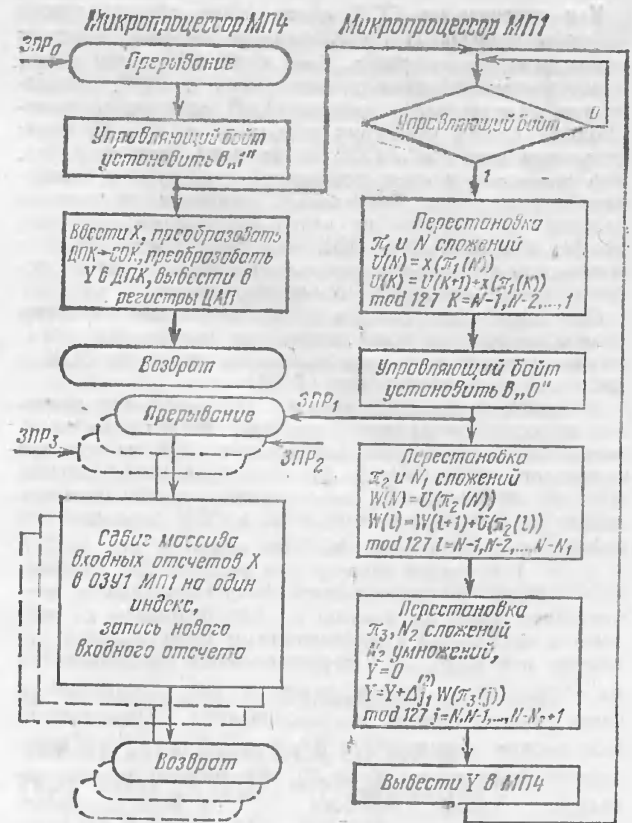 Микропроцессор МП4
ЗПР₀
Прерывание
Управляющий байт
установить в „1"
Ввести X, преобразовать
ДПК→СОК, преобразовать
Y в ДПК, вывести в
регистры ЦАП
Возврат
Прерывание
ЗПР₁
ЗПР₃
ЗПР₂
Сдвиг массива
входных отсчетов X
в ОЗУ1 МП1 на один
индекс,
запись нового
входного отсчета
Возврат
Микропроцессор МП1
Управляющий байт
0
1
Перестановка
π₁ и N сложений
U(N)=x(π₁(N))
U(K)=U(K+1)+x(π₁(K))
mod 127 K=N-1,N-2,...,1
Управляющий байт
установить в „0"
Перестановка
π₂ и N₁ сложений
W(N)=U(π₂(N))
W(l)=W(l+1)+U(π₂(l))
mod 127 l=N-1,N-2,...,N-N₁
Перестановка
π₃, N₂ сложений
N₂ умножений,
Y=0
Y=Y+Δj₁⁽²⁾W(π₃(j))
mod 127 j=N,N-1,...,N-N₂+1
Вывести Y в МП4